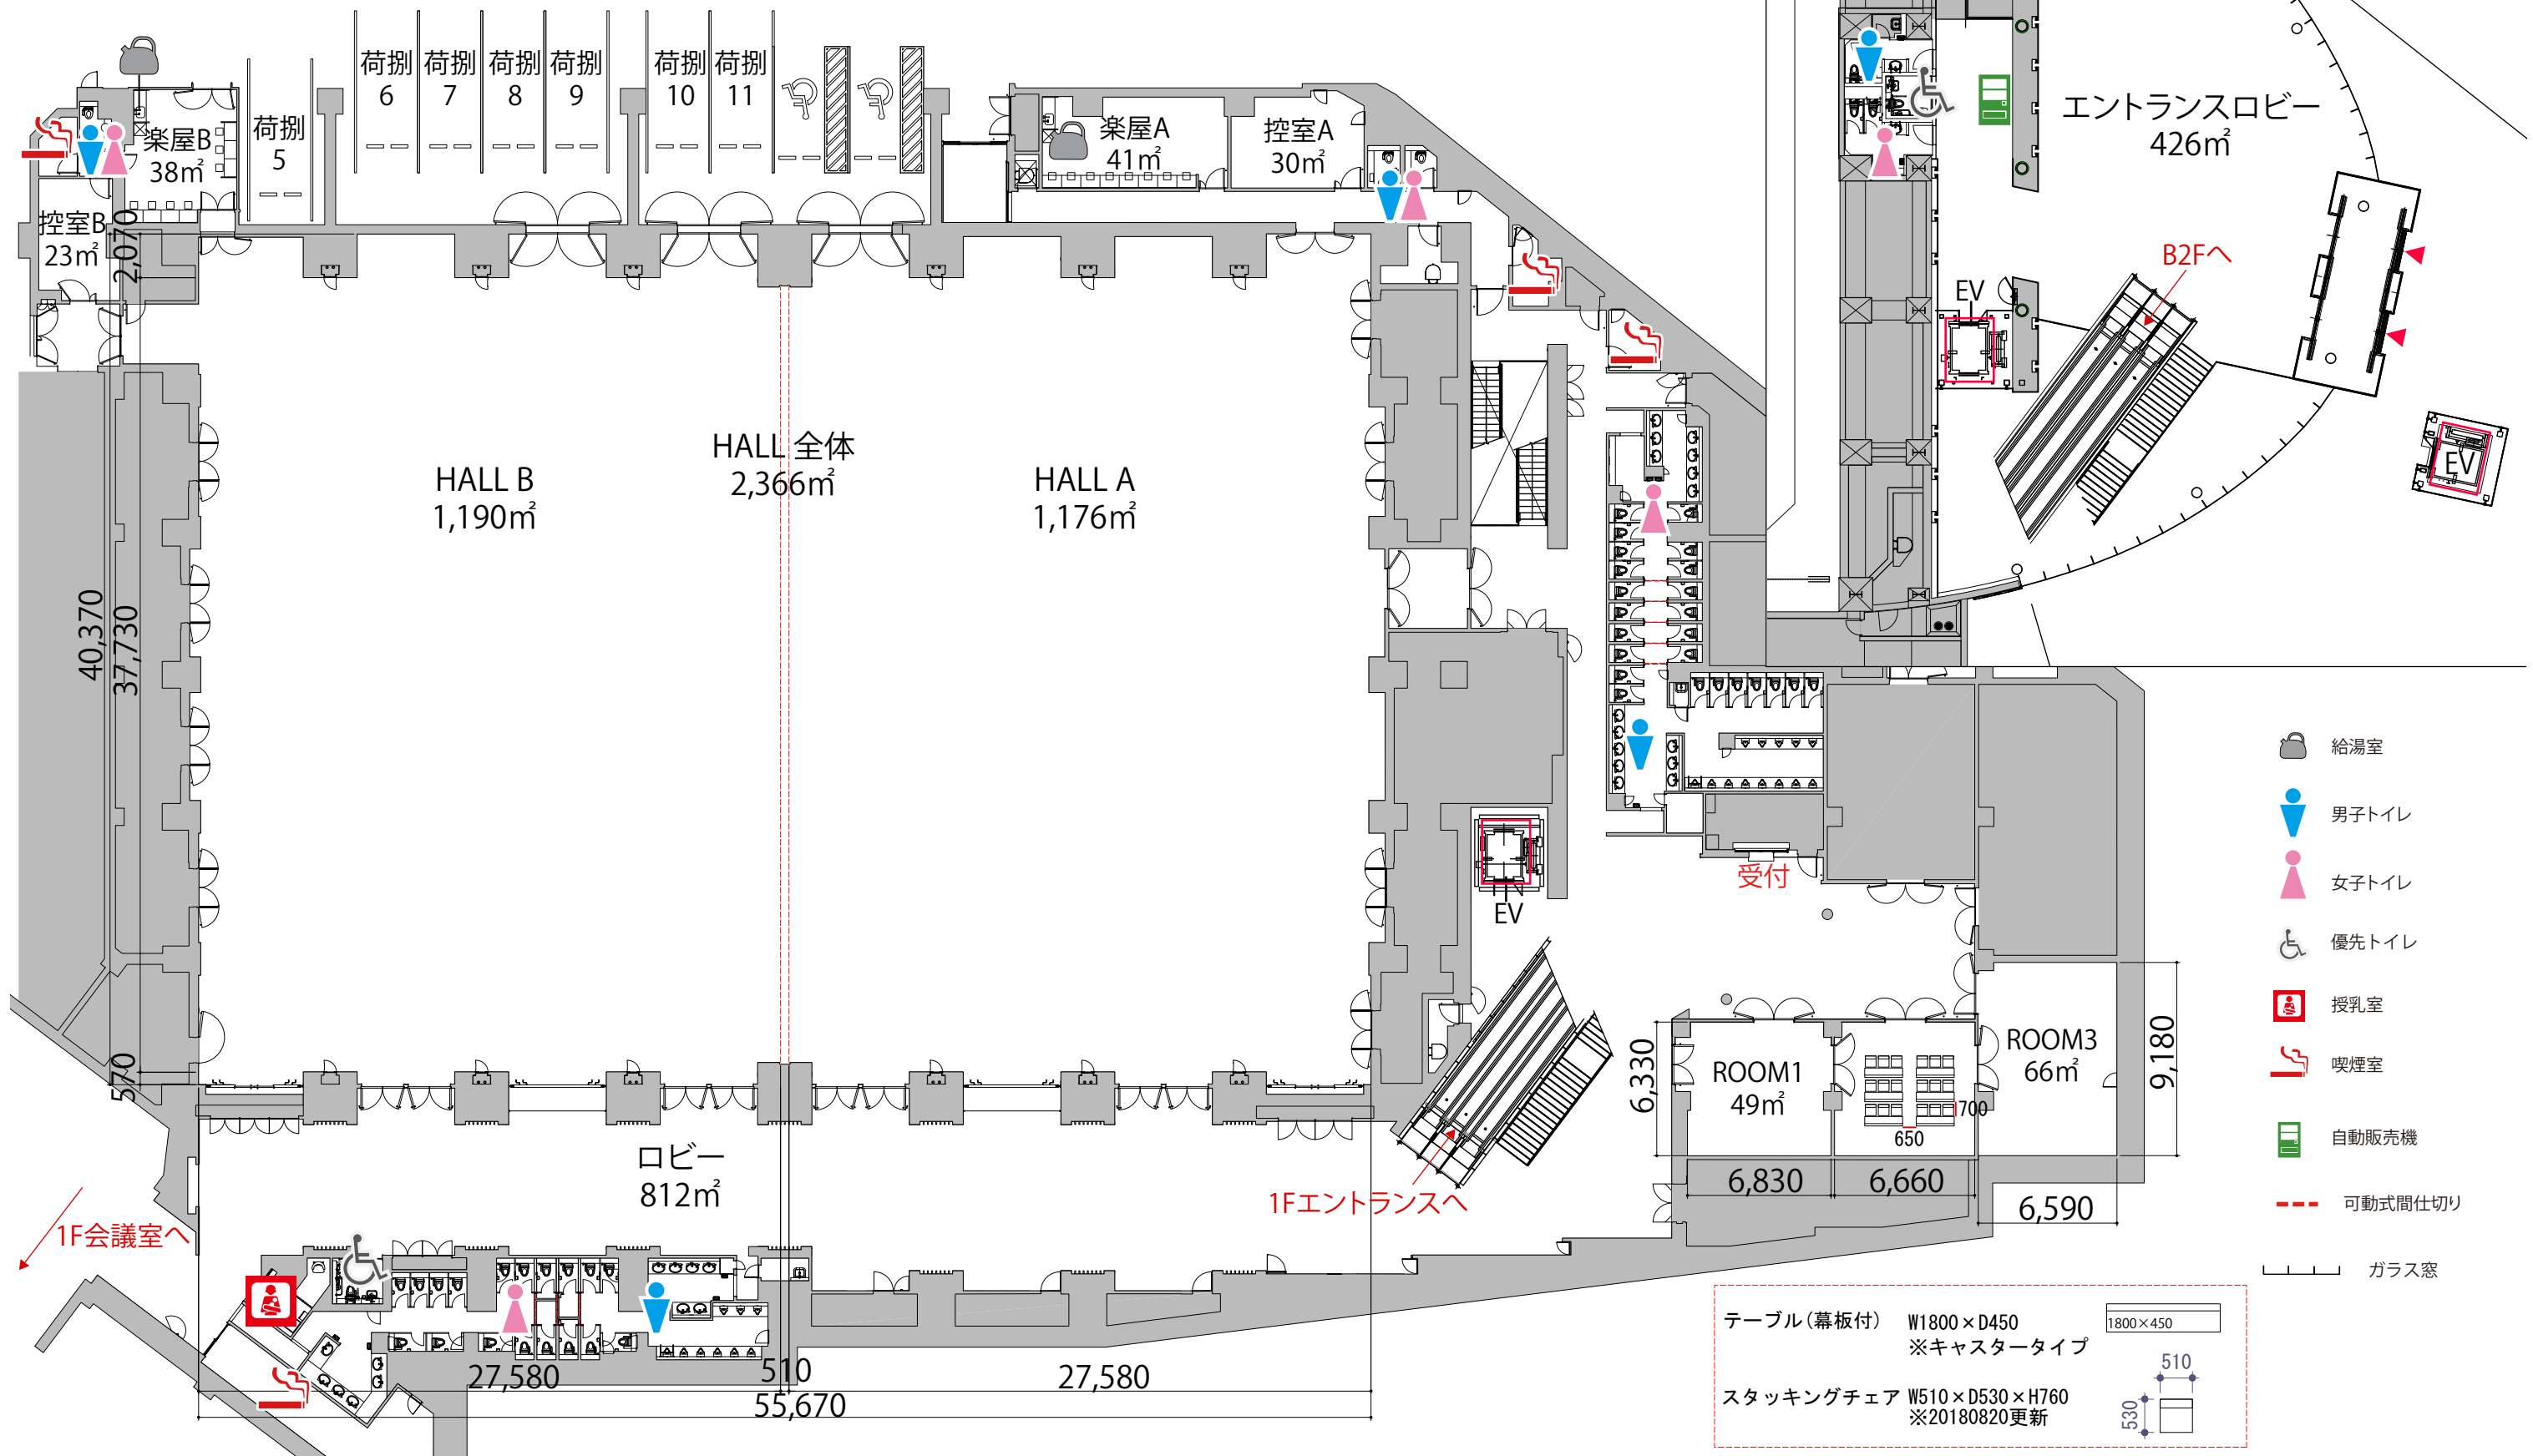 荷捌
6
荷捌
7
荷捌
8
荷捌
9
荷捌
10
荷捌
11
荷捌
5
楽屋B
38㎡
控室B
23㎡
楽屋A
41㎡
控室A
30㎡
エントランスロビー
426㎡
B2Fへ
EV
EV
2,070
40,370
37,730
570
HALL B
1,190㎡
HALL 全体
2,366㎡
HALL A
1,176㎡
EV
受付
ROOM1
49㎡
ROOM3
66㎡
6,330
9,180
700
650
6,830
6,660
6,590
ロビー
812㎡
1Fエントランスへ
1F会議室へ
27,580
510
27,580
55,670
給湯室
男子トイレ
女子トイレ
優先トイレ
授乳室
喫煙室
自動販売機
可動式間仕切り
ガラス窓
テーブル(幕板付) W1800×D450
※キャスタータイプ
1800×450
スタッキングチェア W510×D530×H760
※20180820更新
510
530